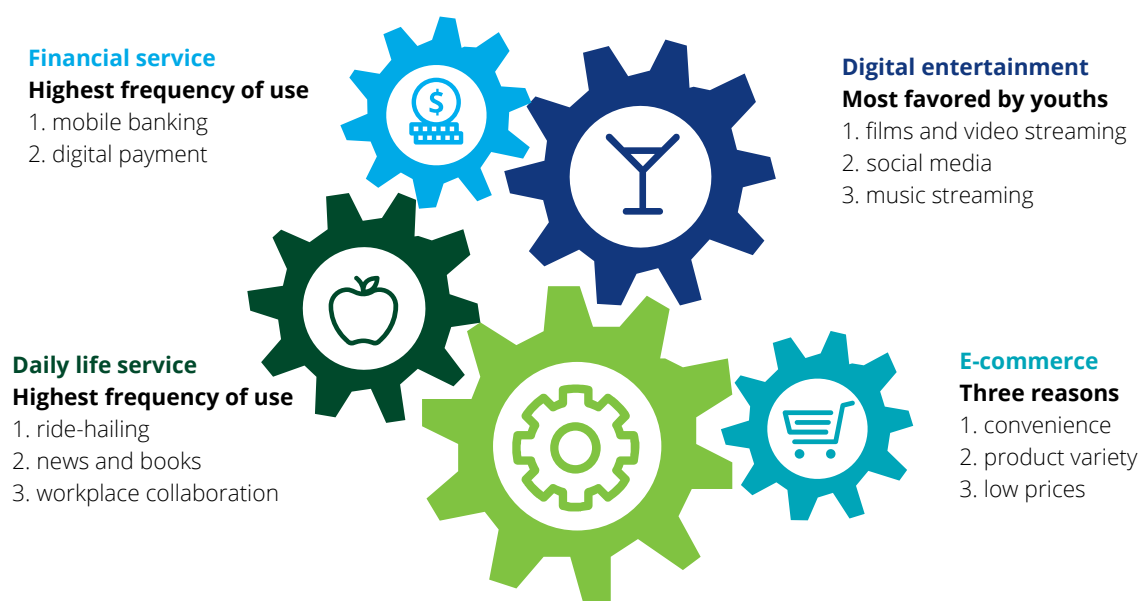 Financial service
Highest frequency of use
1. mobile banking
2. digital payment
$
Digital entertainment
Most favored by youths
1. films and video streaming
2. social media
3. music streaming
Daily life service
Highest frequency of use
1. ride-hailing
2. news and books
3. workplace collaboration
E-commerce
Three reasons
1. convenience
2. product variety
3. low prices